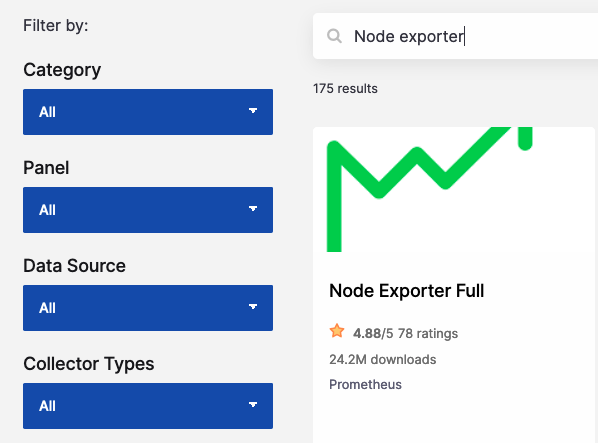 Filter by:
Category
All
Panel
All
Data Source
All
Collector Types
All
Node exporter
175 results
Node Exporter Full
4.88/5 78 ratings
24.2M downloads
Prometheus